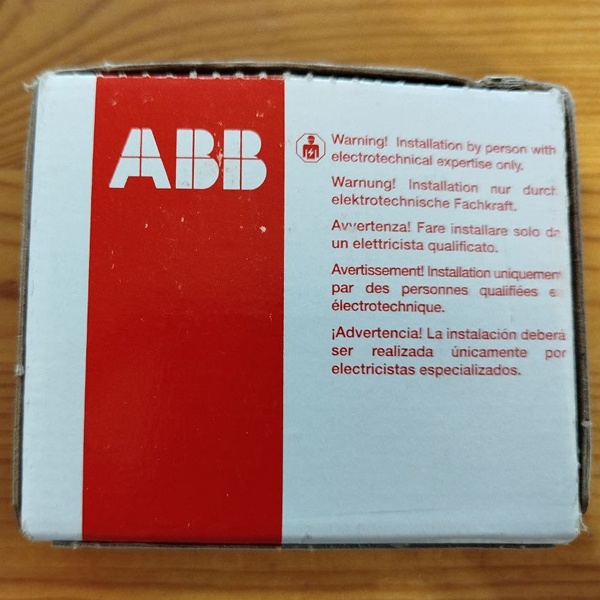 ABB
Warning! Installation by person with
electrotechnical expertise only.
Warnung! Installation nur durch
elektrotechnische Fachkraft.
Avvertenza! Fare installare solo da
un elettricista qualificato.
Avertissement! Installation uniquement
par des personnes qualifiées en
électrotechnique.
¡Advertencia! La instalación deberá
ser realizada únicamente por
electricistas especializados.